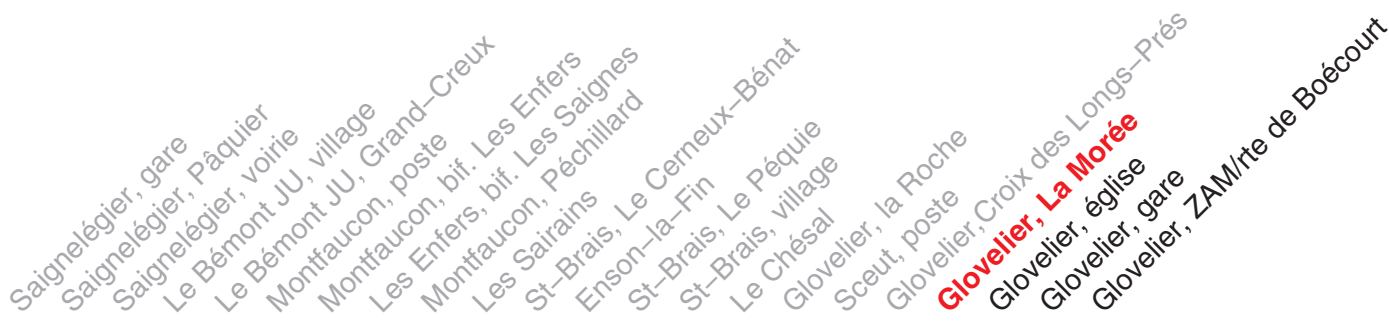 Saignelégier, gare
Saignelégier, Pâquier
Saignelégier, voirie
Le Bémont JU, village
Le Bémont JU, Grand–Creux
Montfaucon, poste
Montfaucon, bif. Les Enfers
Les Enfers, bif. Les Saignes
Montfaucon, Péchillard
Les Sairains
St–Brais, Le Cerneux–Bénat
Enson–la–Fin
St–Brais, Le Péquie
St–Brais, village
Le Chésal
Glovelier, la Roche
Sceut, poste
Glovelier, Croix des Longs–Prés
Glovelier, La Morée
Glovelier, église
Glovelier, gare
Glovelier, ZAM/rte de Boécourt